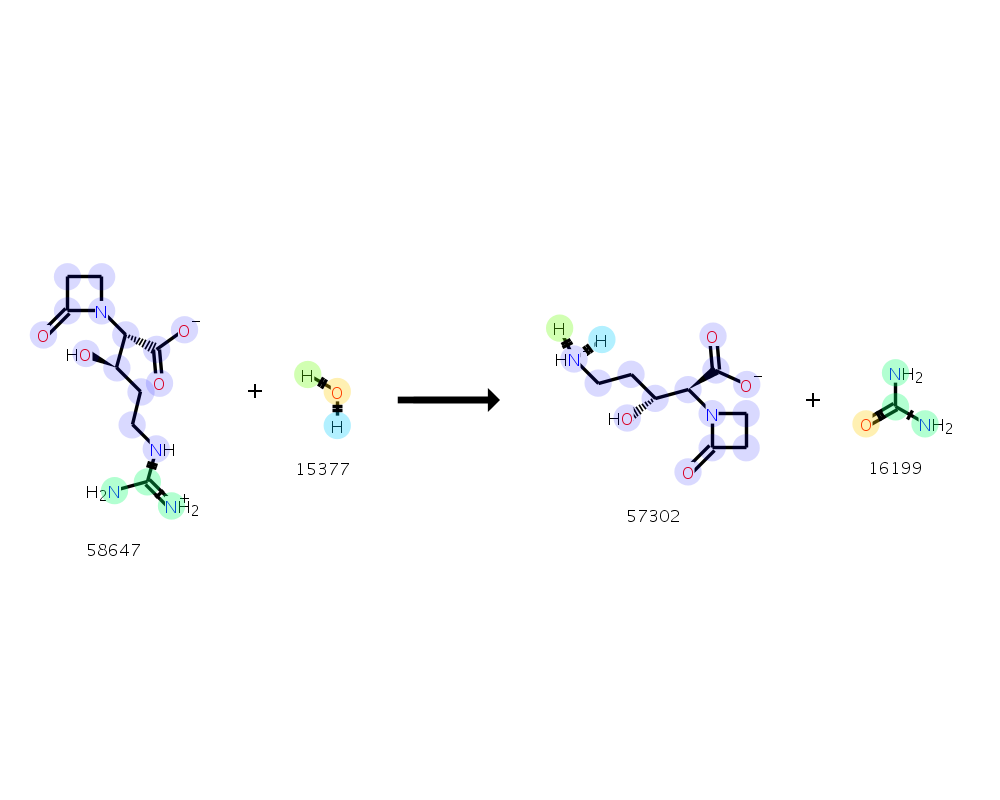 O
N
O⁻
HO
O
NH
H₂N
NH₂⁺
58647
+
H
O
H
15377
H
H
HN
HO
O
O⁻
N
O
57302
+
NH₂
O
NH₂
16199